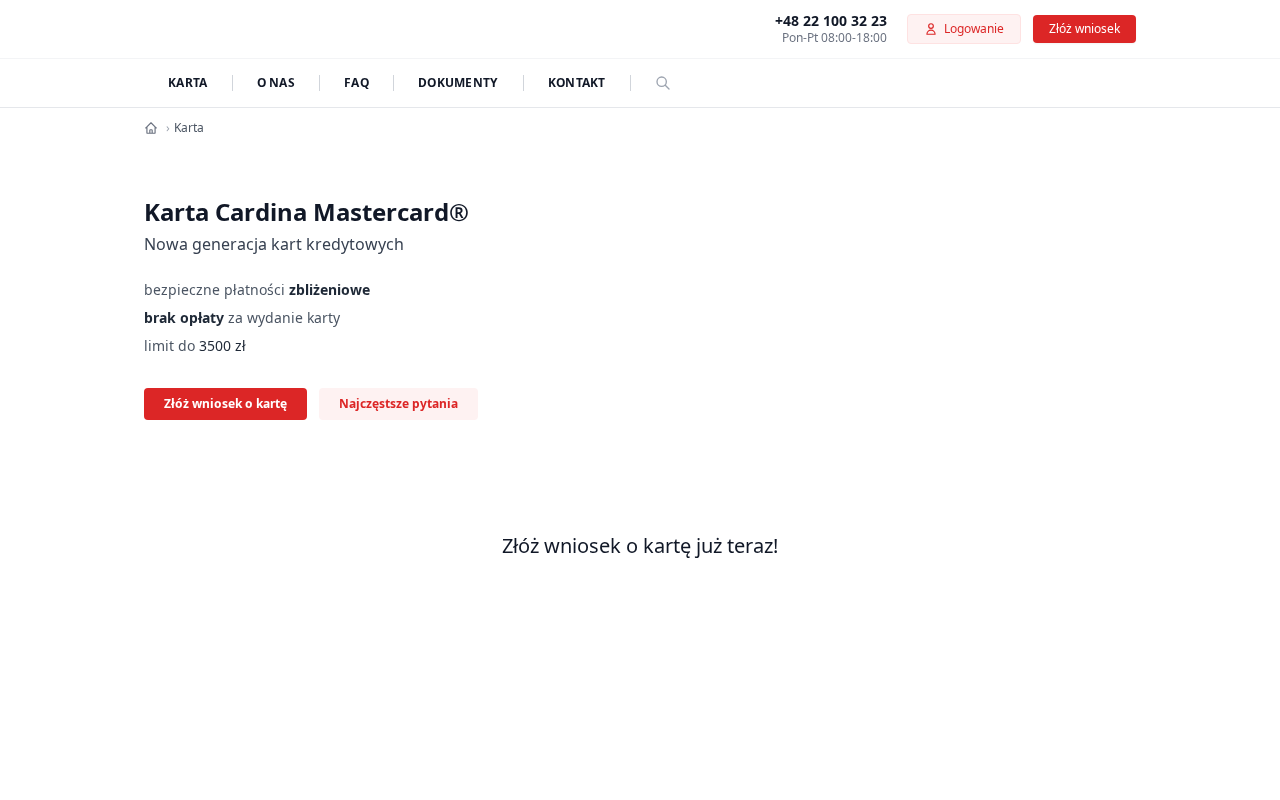 +48 22 100 32 23
Pon-Pt 08:00-18:00
Logowanie
Złóż wniosek
KARTA
O NAS
FAQ
DOKUMENTY
KONTAKT
› Karta
Karta Cardina Mastercard®
Nowa generacja kart kredytowych
bezpieczne płatności zbliżeniowe
brak opłaty za wydanie karty
limit do 3500 zł
Złóż wniosek o kartę
Najczęstsze pytania
Złóż wniosek o kartę już teraz!